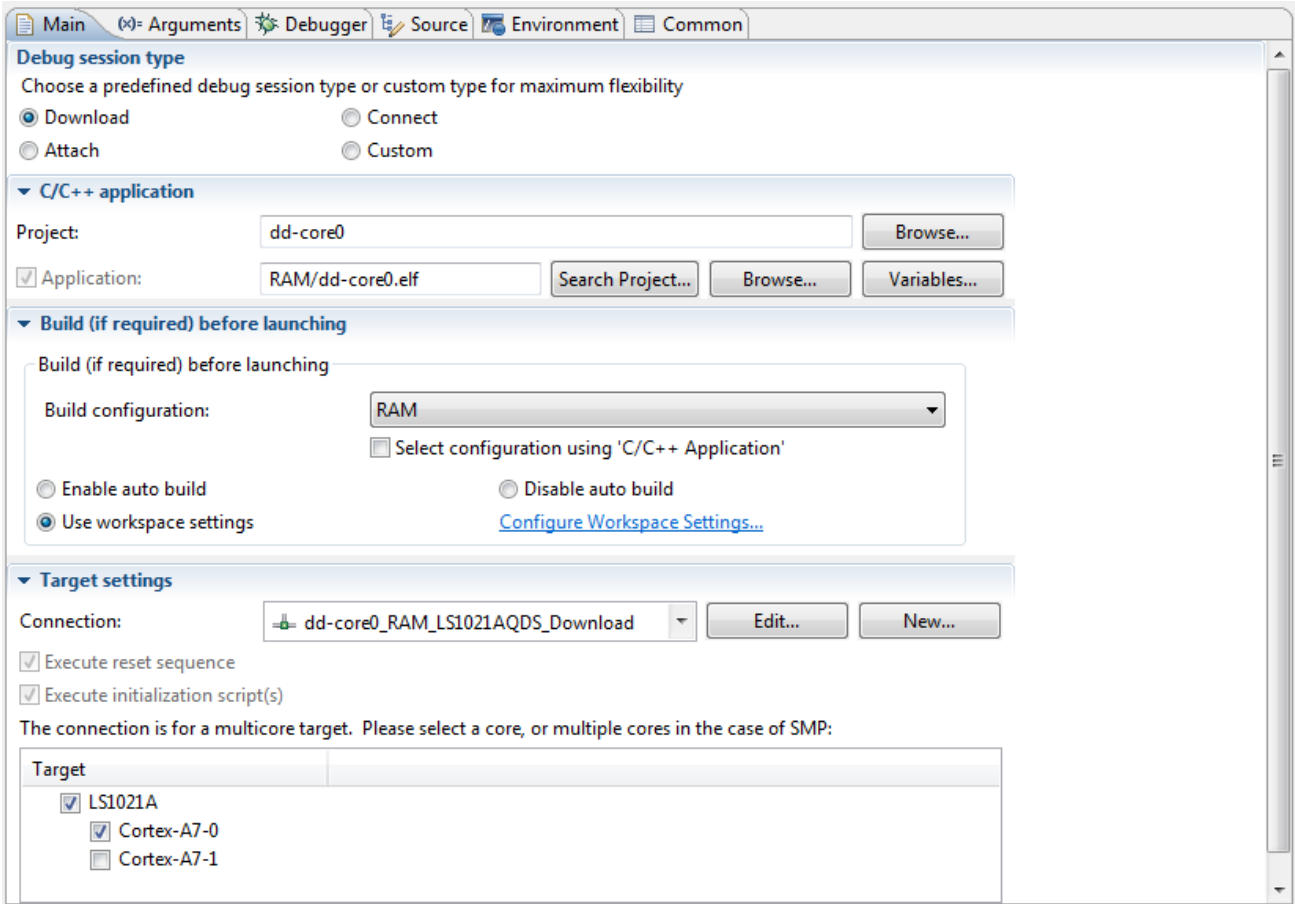 Main (x)= Arguments Debugger Source Environment Common
Debug session type
Choose a predefined debug session type or custom type for maximum flexibility
Download Connect
Attach Custom
C/C++ application
Project: dd-core0 Browse...
Application: RAM/dd-core0.elf Search Project... Browse... Variables...
Build (if required) before launching
Build (if required) before launching
Build configuration: RAM
Select configuration using 'C/C++ Application'
Enable auto build Disable auto build
Use workspace settings Configure Workspace Settings...
Target settings
Connection: dd-core0_RAM_LS1021AQDS_Download Edit... New...
Execute reset sequence
Execute initialization script(s)
The connection is for a multicore target. Please select a core, or multiple cores in the case of SMP:
Target
LS1021A
Cortex-A7-0
Cortex-A7-1